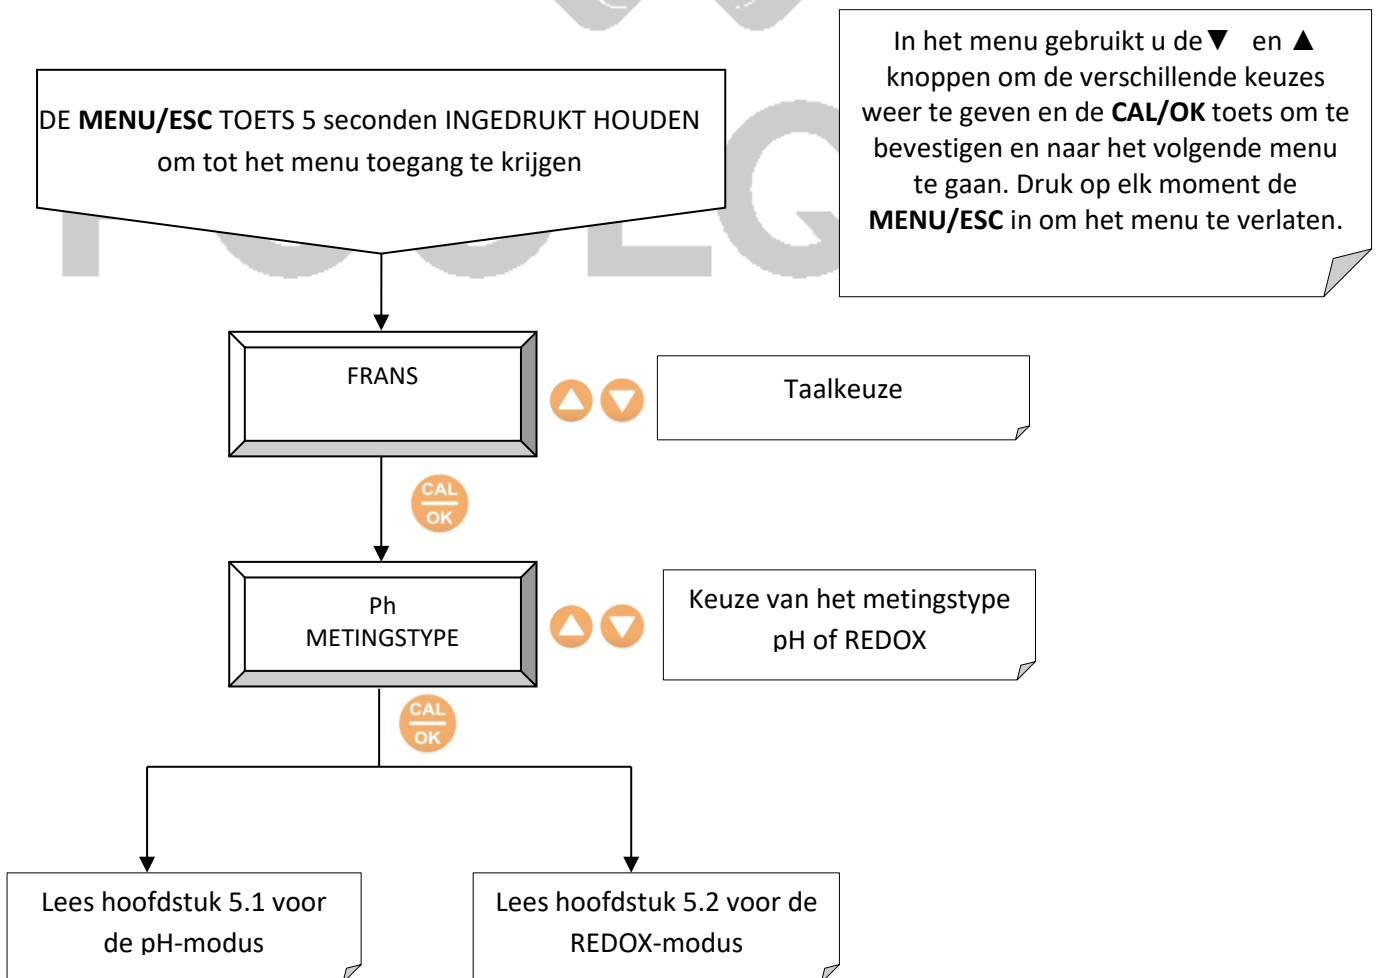 In het menu gebruikt u de ▼ en ▲
knoppen om de verschillende keuzes
weer te geven en de CAL/OK toets om te
bevestigen en naar het volgende menu
te gaan. Druk op elk moment de
MENU/ESC in om het menu te verlaten.
DE MENU/ESC TOETS 5 seconden INGEDRUKT HOUDEN
om tot het menu toegang te krijgen
FRANS
Taalkeuze
CAL
OK
Ph
METINGSTYPE
Keuze van het metingstype
pH of REDOX
CAL
OK
Lees hoofdstuk 5.1 voor
de pH-modus
Lees hoofdstuk 5.2 voor de
REDOX-modus